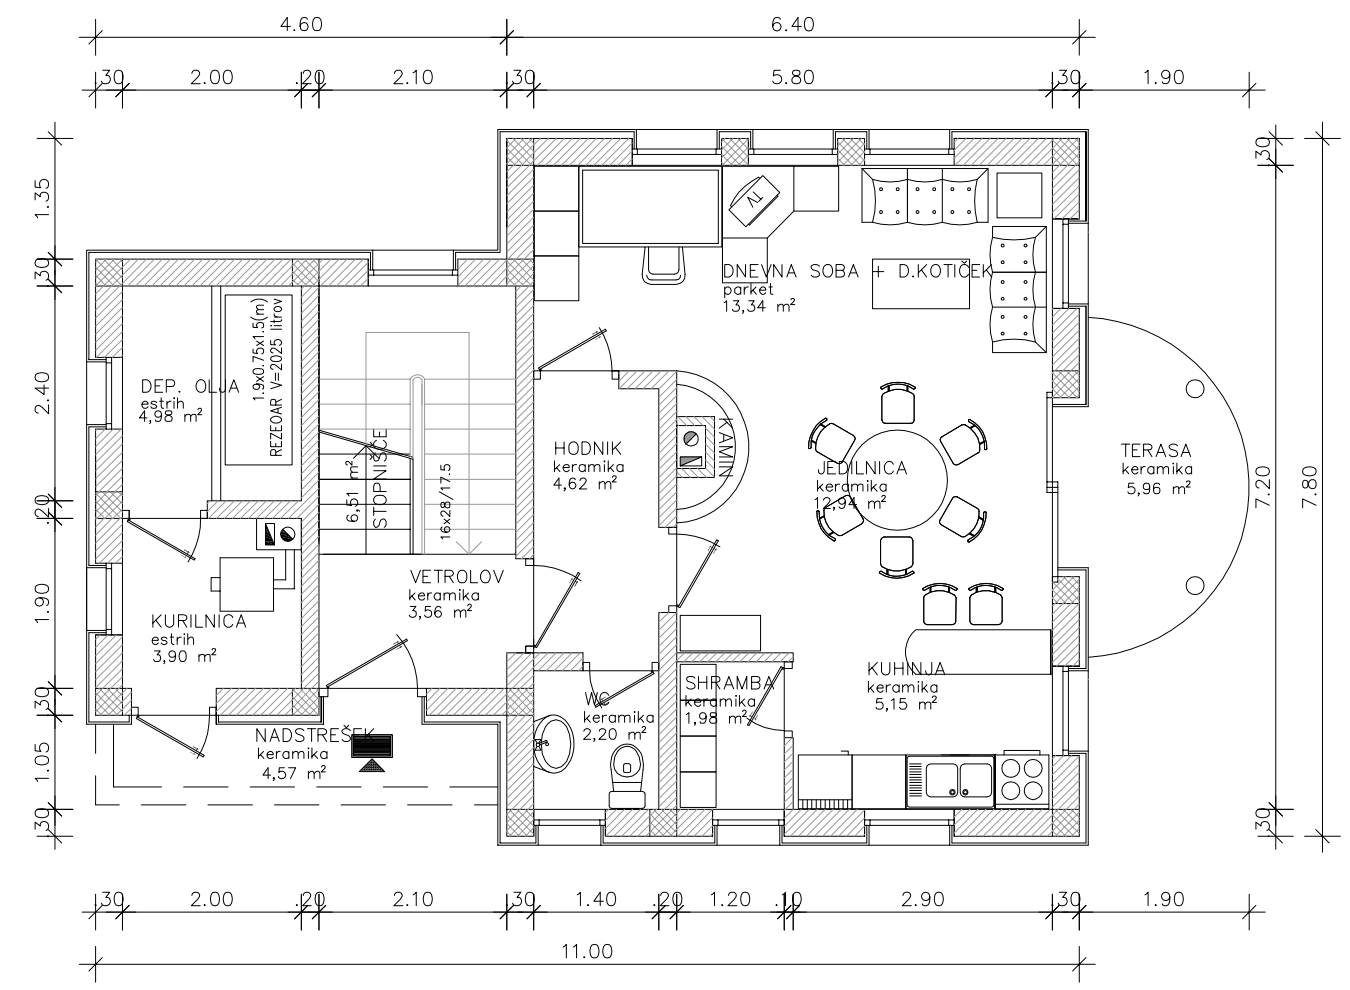 4.60
6.40
.30
2.00
.20
2.10
.30
5.80
.30
1.90
1.35
.30
2.40
.20
1.90
.30
1.05
.30
TV
DNEVNA SOBA + D.KOTIČEK
parket
13,34 m²
DEP. OLJA
estrih
4,98 m²
1.9x0.75x1.5(m)
REZEOAR V=2025 litrov
6,51 m²
STOPNIŠČE
16x28/17.5
HODNIK
keramika
4,62 m²
KAMIN
JEDILNICA
keramika
12,94 m²
TERASA
keramika
5,96 m²
VETROLOV
keramika
3,56 m²
KURILNICA
estrih
3,90 m²
WC
keramika
2,20 m²
SHRAMBA
keramika
1,98 m²
KUHINJA
keramika
5,15 m²
NADSTREŠEK
keramika
4,57 m²
.30
7.20
.30
7.80
.30
2.00
.20
2.10
.30
1.40
.20
1.20
.10
2.90
.30
1.90
11.00